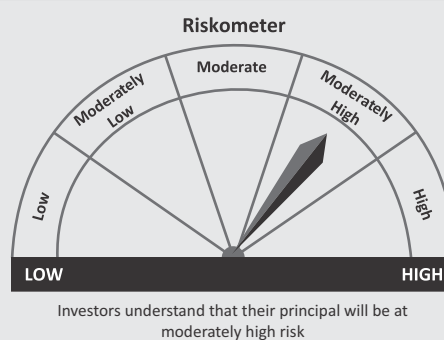 Riskometer
Low
Moderately
Low
Moderate
Moderately
High
High
LOW
HIGH
Investors understand that their principal will be at
moderately high risk